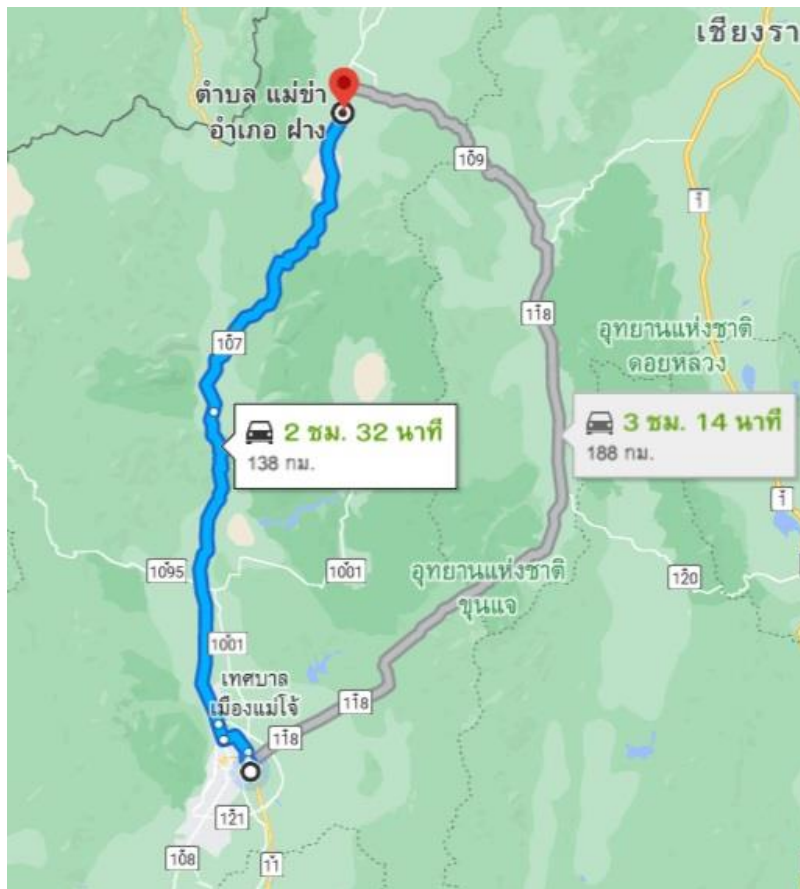 เชียงรา
ตำบล แม่ข่า
อำเภอ ฝาง
109
1
118
107
อุทยานแห่งชาติ
ดอยหลวง
2 ชม. 32 นาที
138 กม.
3 ชม. 14 นาที
188 กม.
1
1095
1001
อุทยานแห่งชาติ
ขุนแจ
120
1001
เทศบาล
เมืองแม่โจ้
118
118
121
108
11